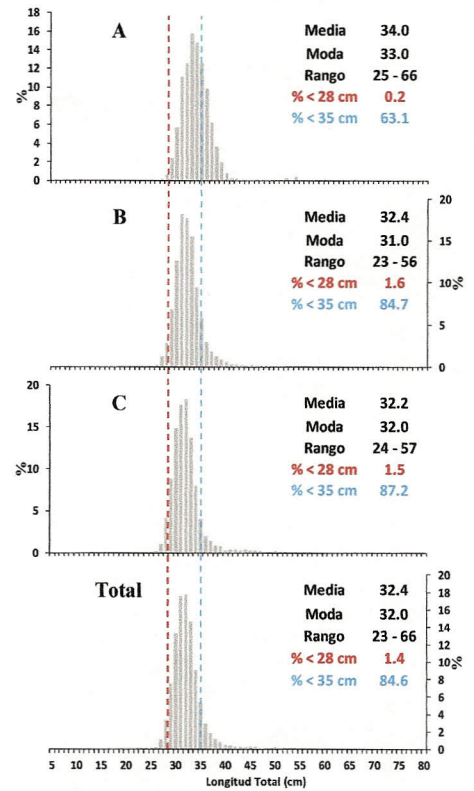 18
16
14
12
10
8
6
4
2
0
%
A
Media 34.0
Moda 33.0
Rango 25 - 66
% < 28 cm 0.2
% < 35 cm 63.1
B
Media 32.4
Moda 31.0
Rango 23 - 56
% < 28 cm 1.6
% < 35 cm 84.7
20
15
10
5
0
%
20
15
10
5
0
%
C
Media 32.2
Moda 32.0
Rango 24 - 57
% < 28 cm 1.5
% < 35 cm 87.2
Total
Media 32.4
Moda 32.0
Rango 23 - 66
% < 28 cm 1.4
% < 35 cm 84.6
20
18
16
14
12
10
8
6
4
2
0
%
5 10 15 20 25 30 35 40 45 50 55 60 65 70 75 80
Longitud Total (cm)